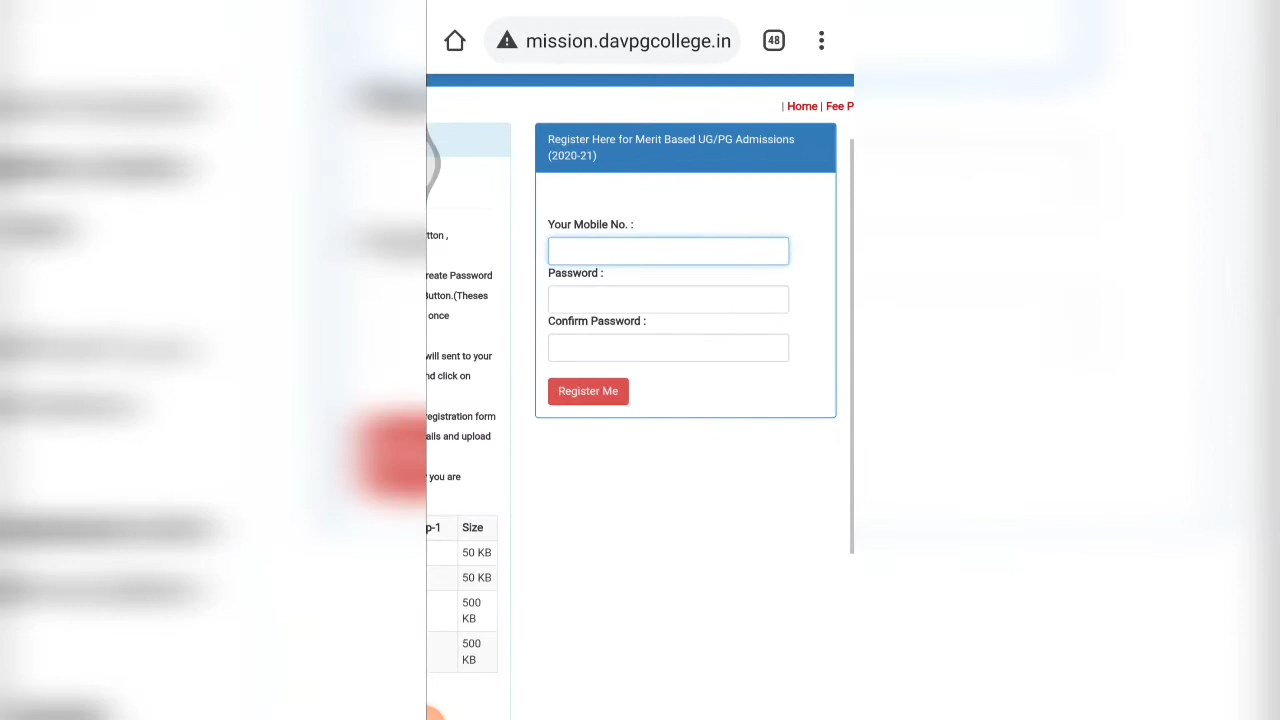 mission.davpgcollege.in
48
| Home | Fee P
Register Here for Merit Based UG/PG Admissions
(2020-21)
Your Mobile No. :
Password :
Confirm Password :
Register Me
tton ,
reate Password
Button.(Theses
once
will sent to your
nd click on
egistration form
ails and upload
you are
p-1 Size
50 KB
50 KB
500
KB
500
KB